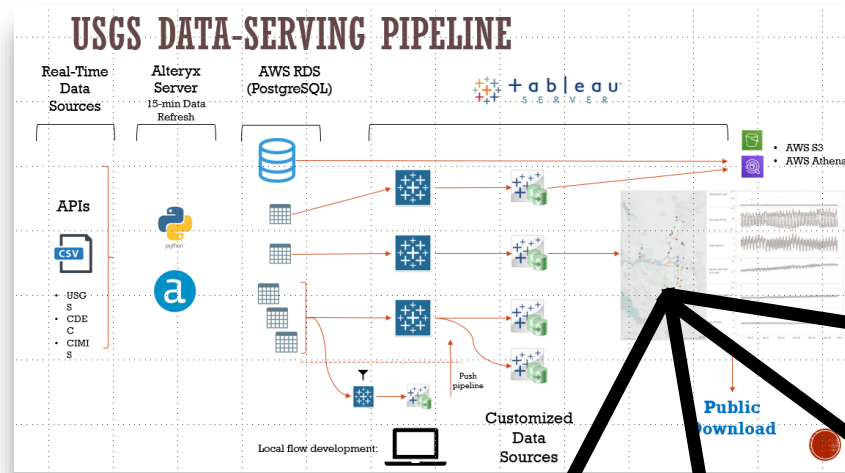 USGS DATA-SERVING PIPELINE
Real-Time
Data
Sources
Alteryx
Server
15-min Data
Refresh
AWS RDS
(PostgreSQL)
+ableau
SERVER
• AWS S3
• AWS Athena
APIs
CSV
python
a
• USG
S
• CDE
C
• CIMI
S
Push
pipeline
Local flow development:
Customized
Data
Sources
Public
Download